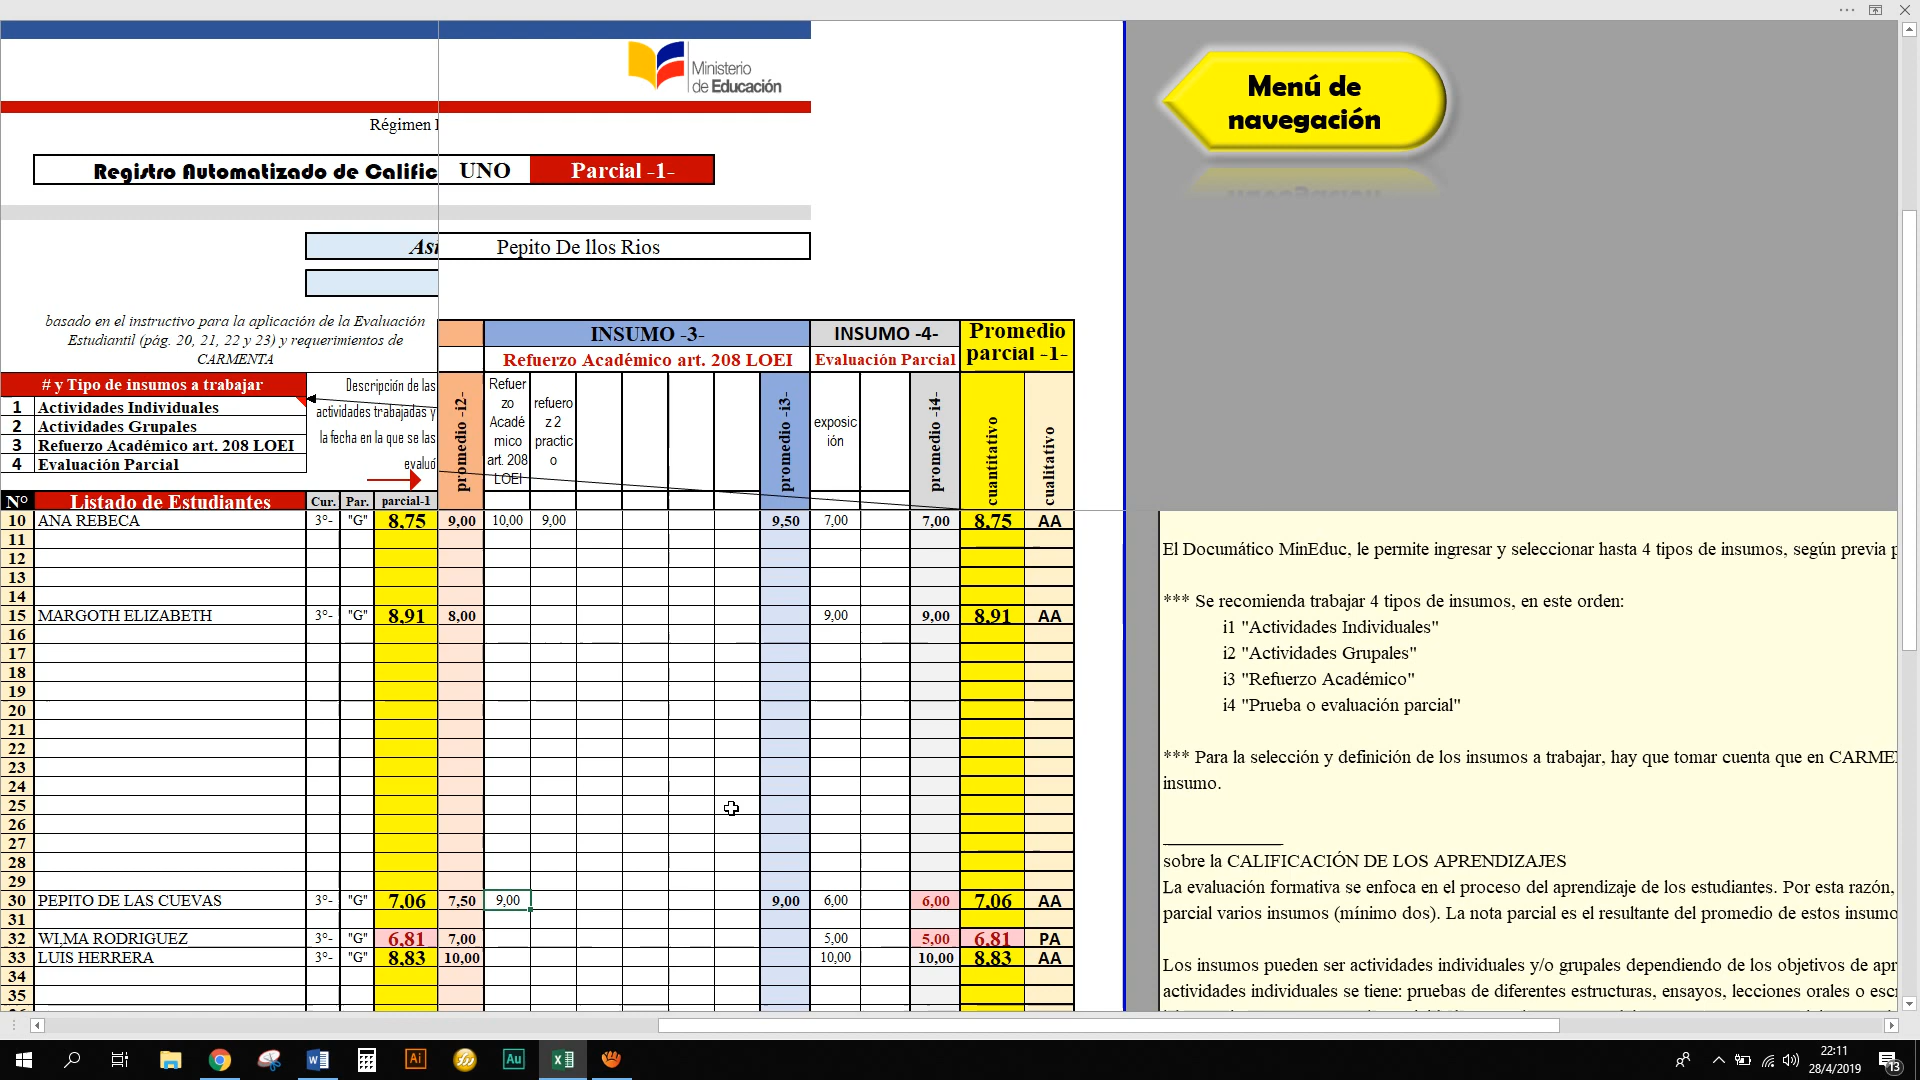 Ministerio
de Educación
Menú de
navegación
Régimen
Registro Automatizado de Calific
UNO
Parcial -1-
Asi
Pepito De llos Rios
basado en el instructivo para la aplicación de la Evaluación
Estudiantil (pág. 20, 21, 22 y 23) y requerimientos de
CARMENTA
# y Tipo de insumos a trabajar
1 Actividades Individuales
2 Actividades Grupales
3 Refuerzo Académico art. 208 LOEI
4 Evaluación Parcial
Descripción de las
actividades trabajadas y
la fecha en la que se las
evaluó
INSUMO -3-
INSUMO -4-
Promedio
parcial -1-
Refuerzo Académico art. 208 LOEI
Evaluación Parcial
promedio -i2-
Refuer
zo
Acadé
mico
art. 208
LOEI
refuero
z 2
practic
o
promedio -i3-
exposic
ión
promedio -i4-
cuantitativo
cualitativo
Nº Listado de Estudiantes Cur. Par. parcial-1
10 ANA REBECA 3º- "G" 8,75 9,00 10,00 9,00 9,50 7,00 7,00 8,75 AA
11
12
13
14
15 MARGOTH ELIZABETH 3º- "G" 8,91 8,00 9,00 9,00 8,91 AA
16
17
18
19
20
21
22
23
24
25
26
27
28
29
30 PEPITO DE LAS CUEVAS 3º- "G" 7,06 7,50 9,00 9,00 6,00 6,00 7,06 AA
31
32 WI,MA RODRIGUEZ 3º- "G" 6,81 7,00 5,00 5,00 6,81 PA
33 LUIS HERRERA 3º- "G" 8,83 10,00 10,00 10,00 8,83 AA
34
35
El Documático MinEduc, le permite ingresar y seleccionar hasta 4 tipos de insumos, según previa p
*** Se recomienda trabajar 4 tipos de insumos, en este orden:
i1 "Actividades Individuales"
i2 "Actividades Grupales"
i3 "Refuerzo Académico"
i4 "Prueba o evaluación parcial"
*** Para la selección y definición de los insumos a trabajar, hay que tomar cuenta que en CARME
insumo.
sobre la CALIFICACIÓN DE LOS APRENDIZAJES
La evaluación formativa se enfoca en el proceso del aprendizaje de los estudiantes. Por esta razón,
parcial varios insumos (mínimo dos). La nota parcial es el resultante del promedio de estos insumo
Los insumos pueden ser actividades individuales y/o grupales dependiendo de los objetivos de apr
actividades individuales se tiene: pruebas de diferentes estructuras, ensayos, lecciones orales o esc
Ai
Au
22:11
28/4/2019
13